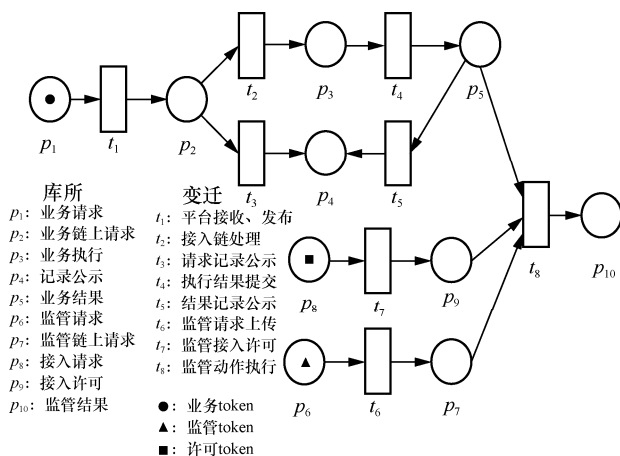 t2
p3
t4
p5
p1
t1
p2
t3
p4
t5
t8
p10
p8
t7
p9
p6
t6
p7
库所
p1：业务请求
p2：业务链上请求
p3：业务执行
p4：记录公示
p5：业务结果
p6：监管请求
p7：监管链上请求
p8：接入请求
p9：接入许可
p10：监管结果
变迁
t1：平台接收、发布
t2：接入链处理
t3：请求记录公示
t4：执行结果提交
t5：结果记录公示
t6：监管请求上传
t7：监管接入许可
t8：监管动作执行
●：业务token
▲：监管token
■：许可token